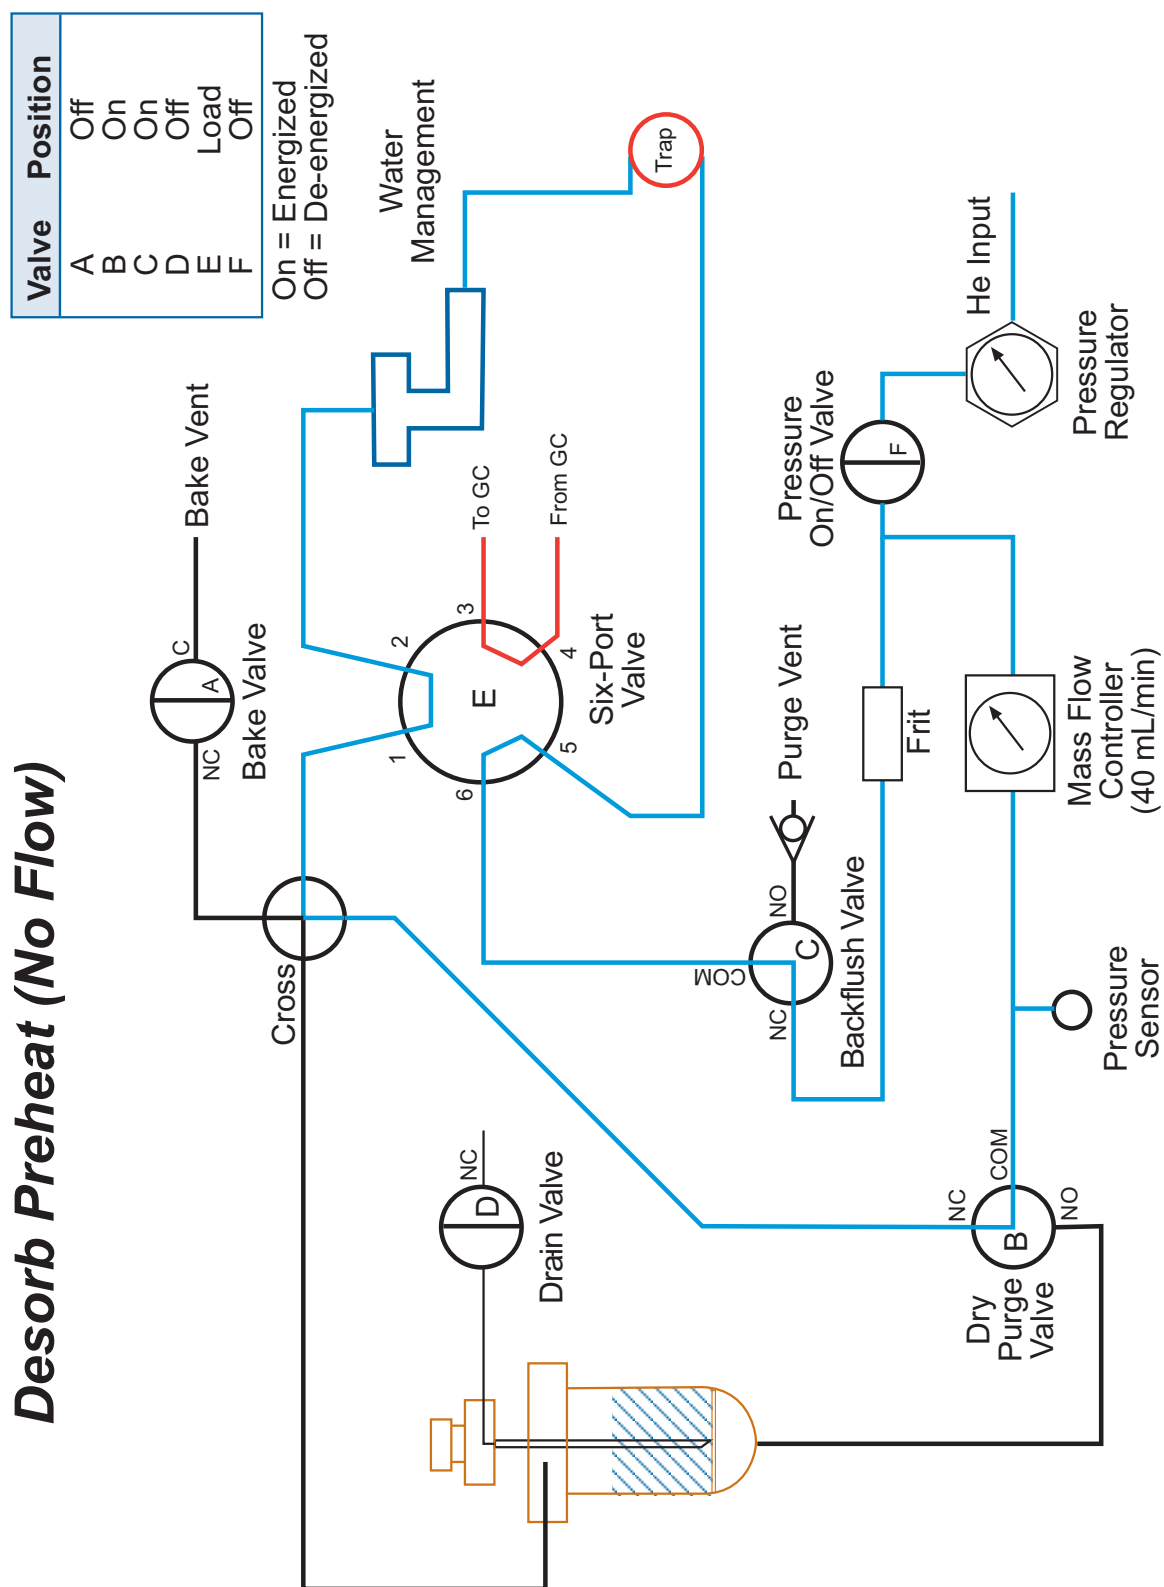 Desorb Preheat (No Flow)
Valve Position
A Off
B On
C On
D Off
E Load
F Off
On = Energized
Off = De-energized
Bake Vent
C
A
NC
Bake Valve
Cross
Water
Management
Trap
To GC
From GC
1
2
3
4
5
6
E
Six-Port
Valve
NC
D
Drain Valve
Purge Vent
NO
COM
C
NC
Backflush Valve
Frit
Pressure
On/Off Valve
F
He Input
Pressure
Regulator
Mass Flow
Controller
(40 mL/min)
Pressure
Sensor
NC
COM
B
NO
Dry
Purge
Valve